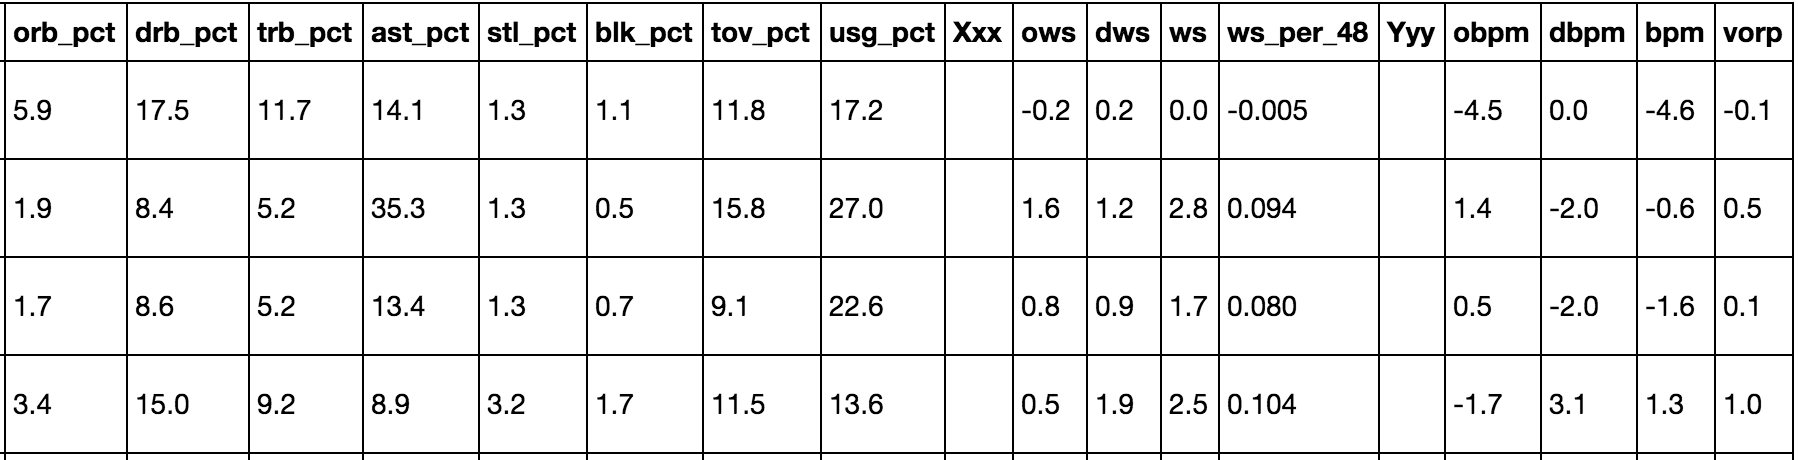 orb_pct drb_pct trb_pct ast_pct stl_pct blk_pct tov_pct usg_pct Xxx ows dws ws ws_per_48 Yyy obpm dbpm bpm vorp
5.9 17.5 11.7 14.1 1.3 1.1 11.8 17.2 -0.2 0.2 0.0 -0.005 -4.5 0.0 -4.6 -0.1
1.9 8.4 5.2 35.3 1.3 0.5 15.8 27.0 1.6 1.2 2.8 0.094 1.4 -2.0 -0.6 0.5
1.7 8.6 5.2 13.4 1.3 0.7 9.1 22.6 0.8 0.9 1.7 0.080 0.5 -2.0 -1.6 0.1
3.4 15.0 9.2 8.9 3.2 1.7 11.5 13.6 0.5 1.9 2.5 0.104 -1.7 3.1 1.3 1.0